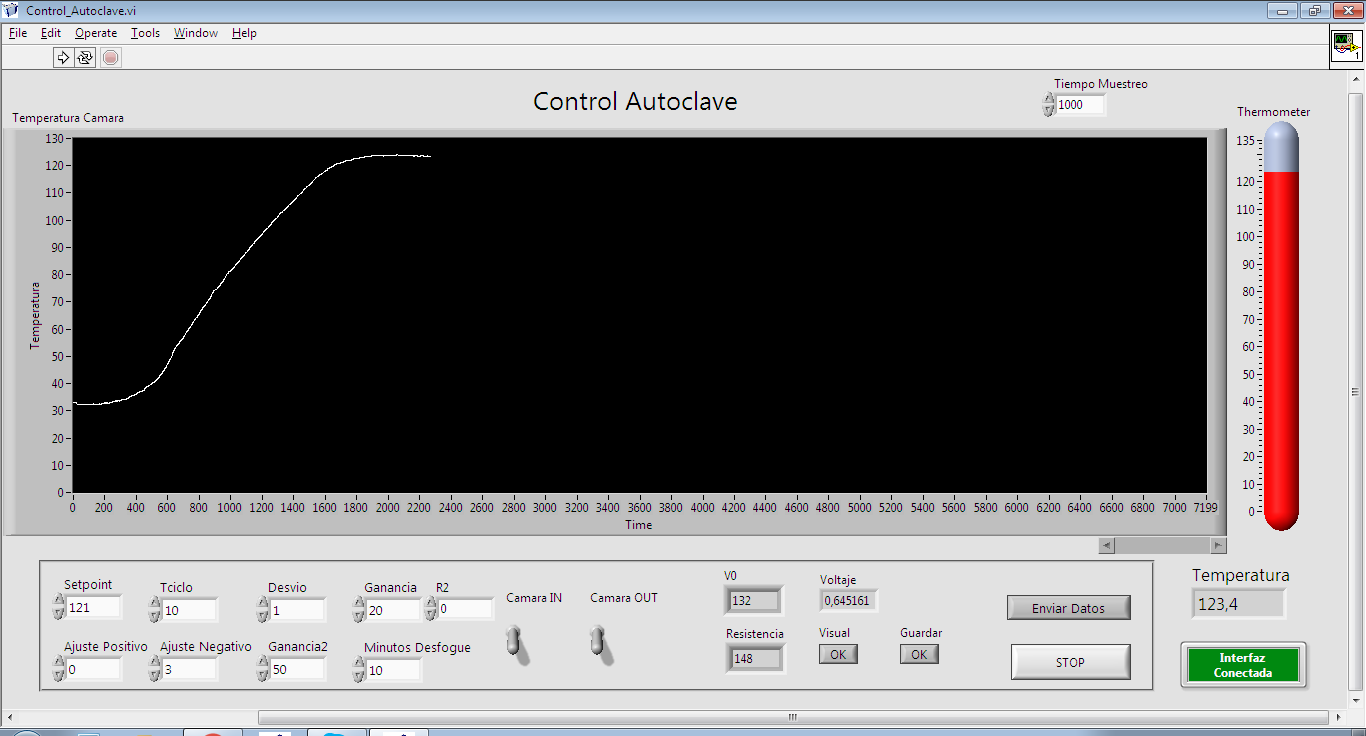 Control_Autoclave.vi
File Edit Operate Tools Window Help
1
Control Autoclave
Tiempo Muestreo
1000
Temperatura Camara
Thermometer
130
120
110
100
90
80
70
60
50
40
30
20
10
0
Temperatura
0 200 400 600 800 1000 1200 1400 1600 1800 2000 2200 2400 2600 2800 3000 3200 3400 3600 3800 4000 4200 4400 4600 4800 5000 5200 5400 5600 5800 6000 6200 6400 6600 6800 7000 7199
Time
135
120
110
100
90
80
70
60
50
40
30
20
10
0
Setpoint Tciclo Desvio Ganancia R2
121 10 1 20 0
Ajuste Positivo Ajuste Negativo Ganancia2 Minutos Desfogue
0 3 50 10
Camara IN Camara OUT
V0 Voltaje
132 0,645161
Resistencia Visual Guardar
148 OK OK
Enviar Datos
STOP
Temperatura
123,4
Interfaz
Conectada